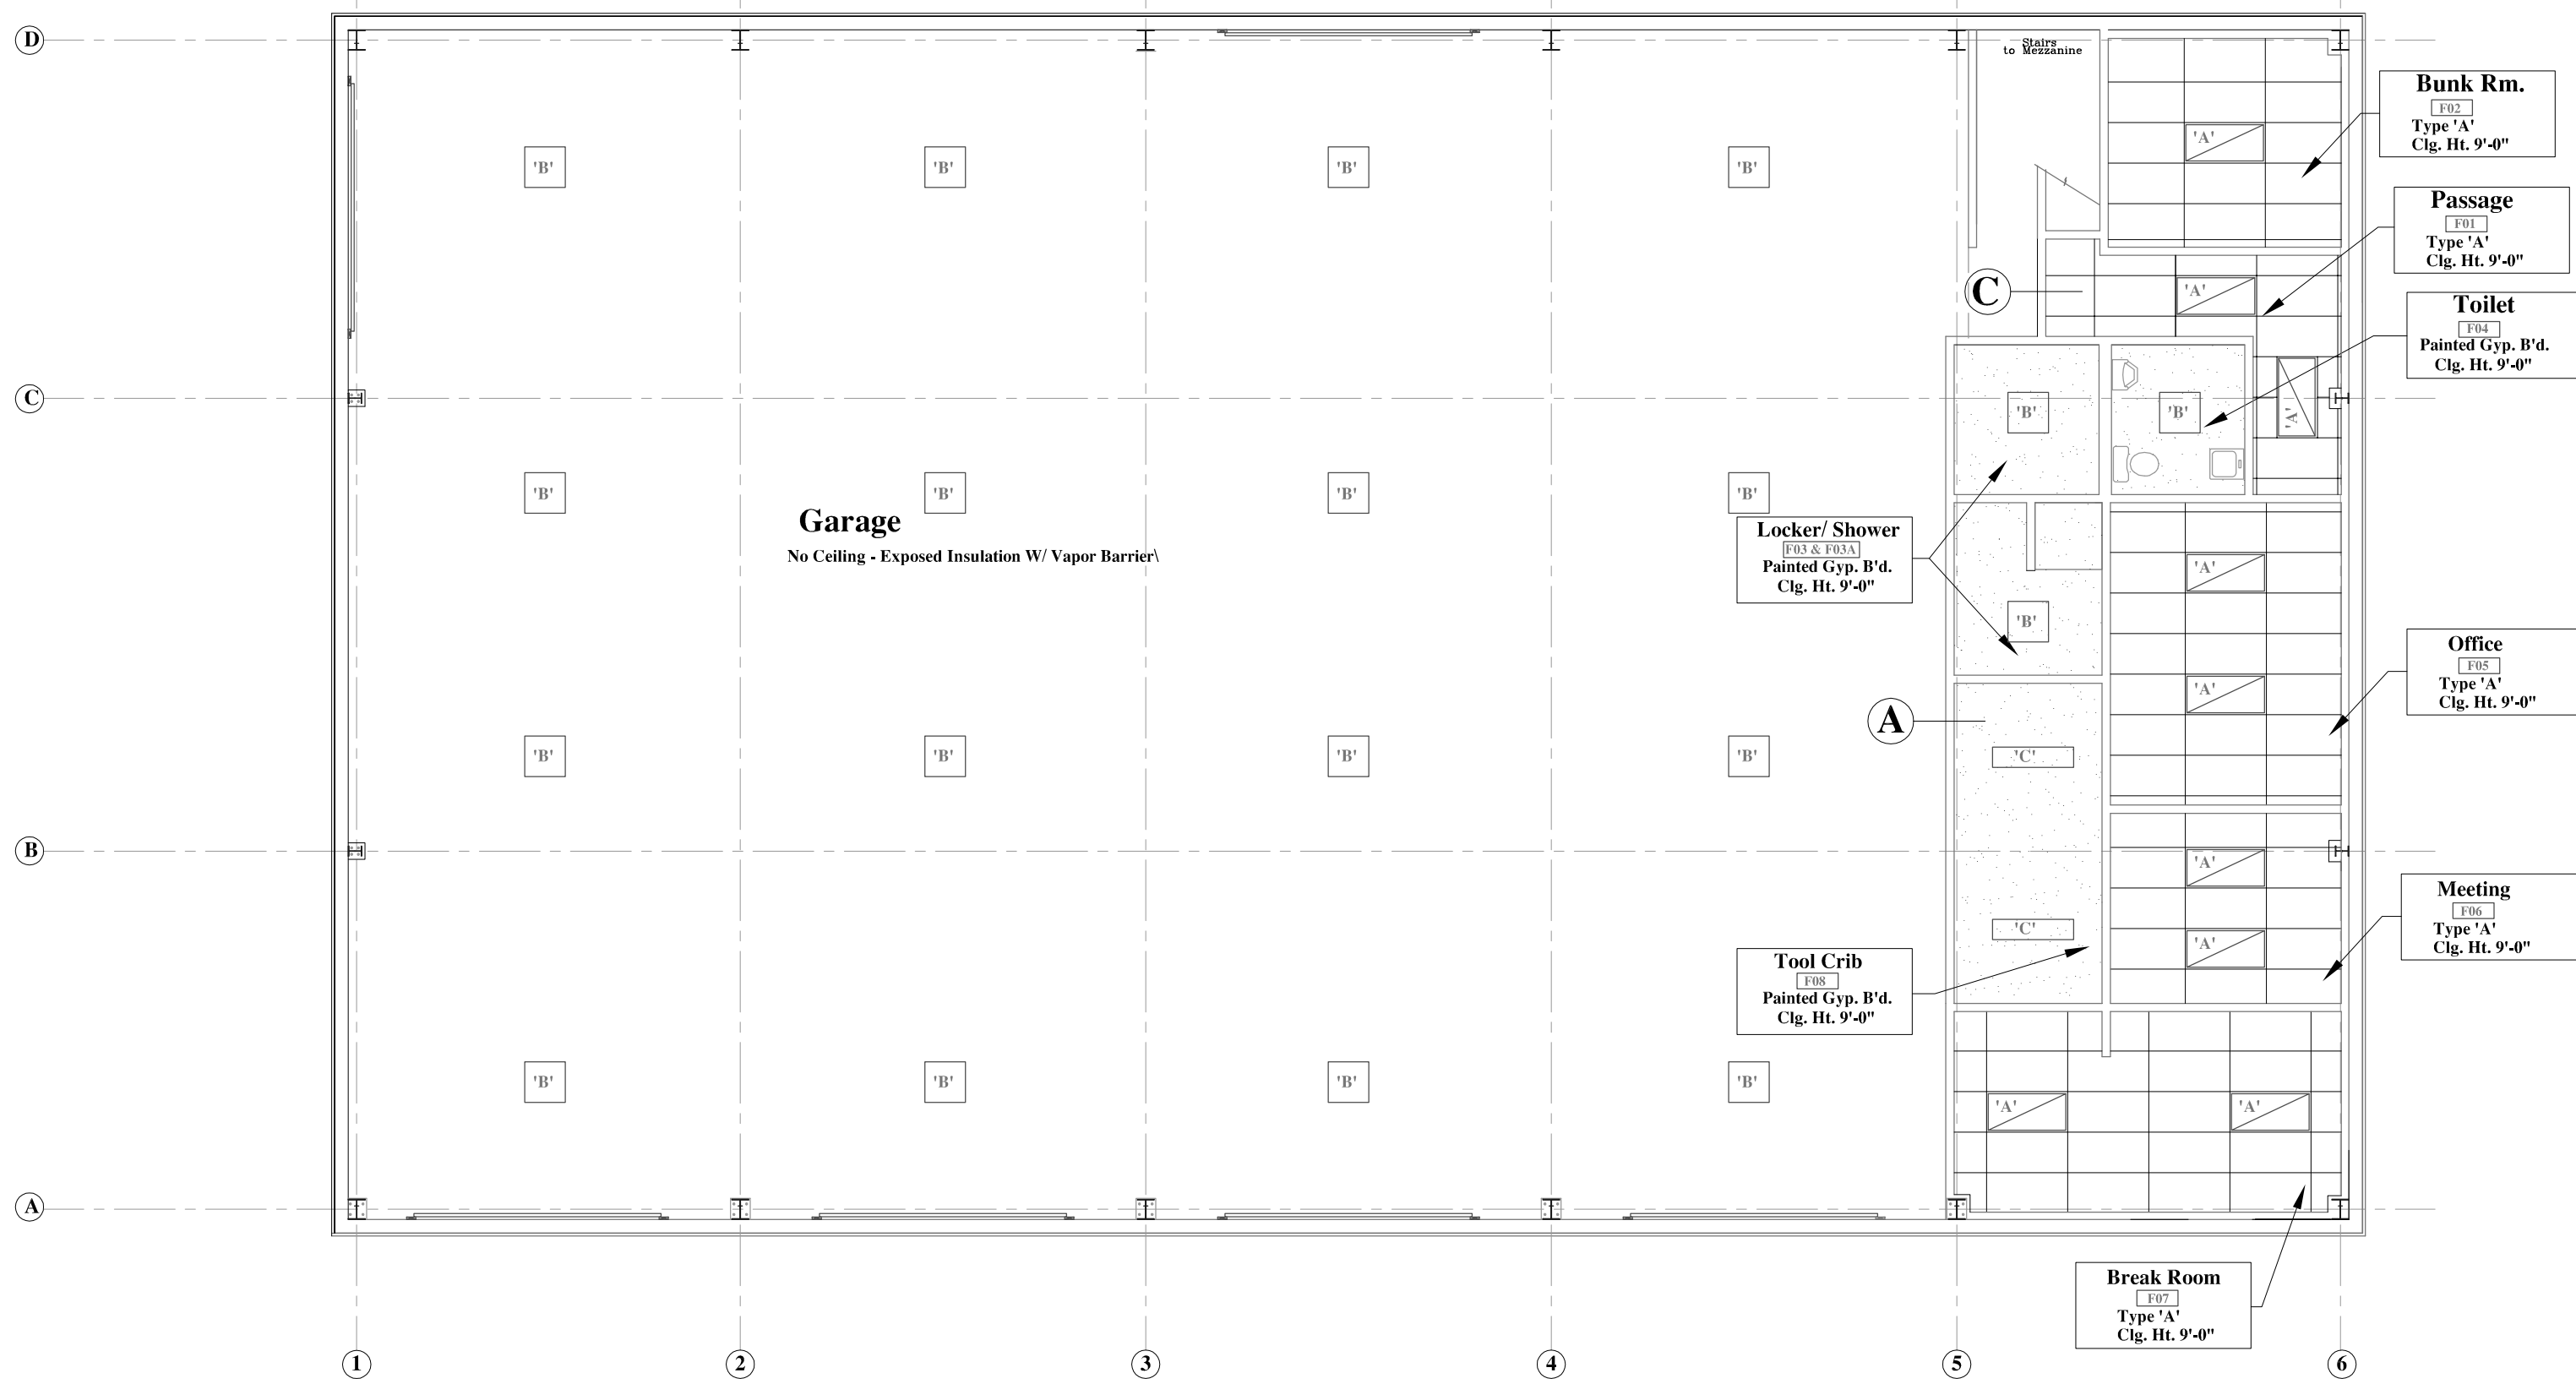 D
Stairs
to Mezzanine
Bunk Rm.
F02
Type 'A'
Clg. Ht. 9'-0"
'A'
'B' 'B' 'B' 'B'
Passage
F01
Type 'A'
Clg. Ht. 9'-0"
C
'A'
Toilet
F04
Painted Gyp. B'd.
Clg. Ht. 9'-0"
C
'B' 'B' 'A'
'B' 'B' 'B' 'B'
Garage
No Ceiling - Exposed Insulation W/ Vapor Barrier\
Locker/ Shower
F03 & F03A
Painted Gyp. B'd.
Clg. Ht. 9'-0"
'A'
'B'
'A'
Office
F05
Type 'A'
Clg. Ht. 9'-0"
A
'B' 'B' 'B' 'B'
'C'
B
'A'
'A'
Meeting
F06
Type 'A'
Clg. Ht. 9'-0"
'C'
Tool Crib
F08
Painted Gyp. B'd.
Clg. Ht. 9'-0"
'B' 'B' 'B' 'B'
'A' 'A'
A
Break Room
F07
Type 'A'
Clg. Ht. 9'-0"
1 2 3 4 5 6